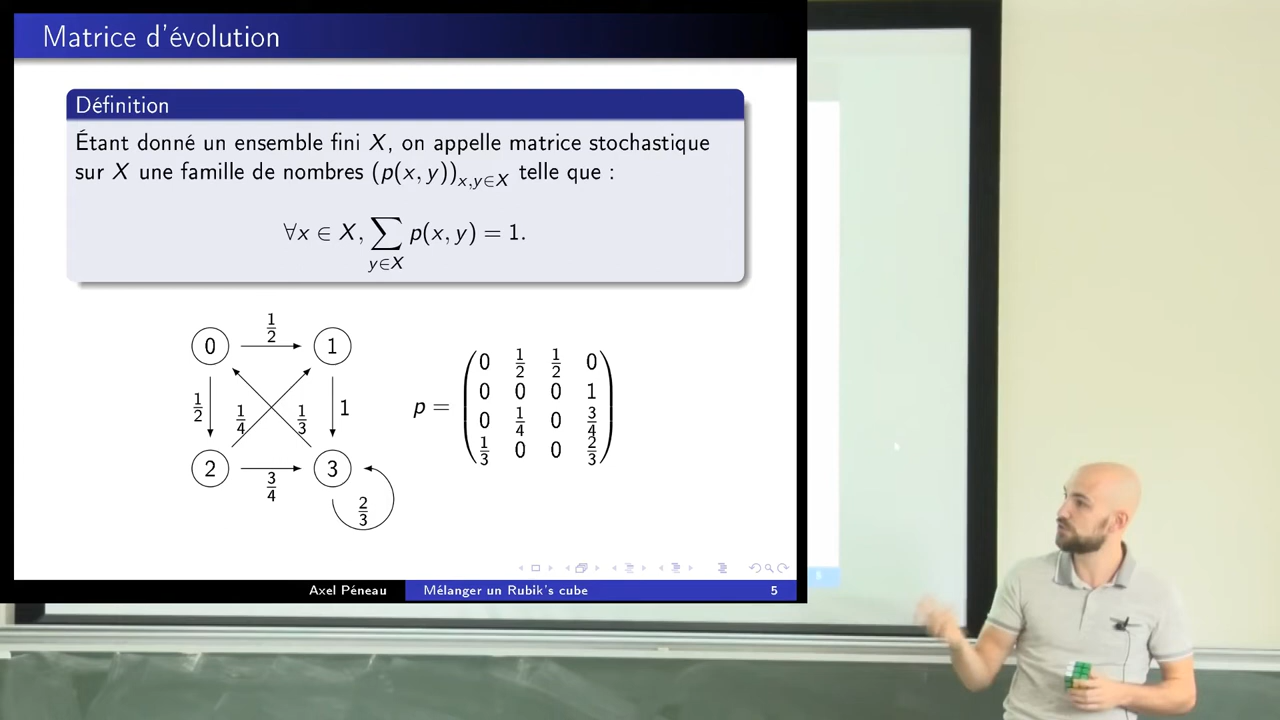 Matrice d'évolution
Définition
Étant donné un ensemble fini X, on appelle matrice stochastique
sur X une famille de nombres (p(x, y))x,y∈X telle que :
∀x ∈ X, ∑ p(x, y) = 1.
y∈X
1/2
0 1
1/2 1/4 1/3 1
2 3
3/4
2/3
p =
0 1/2 1/2 0
0 0 0 1
0 1/4 0 3/4
1/3 0 0 2/3
Axel Péneau Mélanger un Rubik's cube 5
5